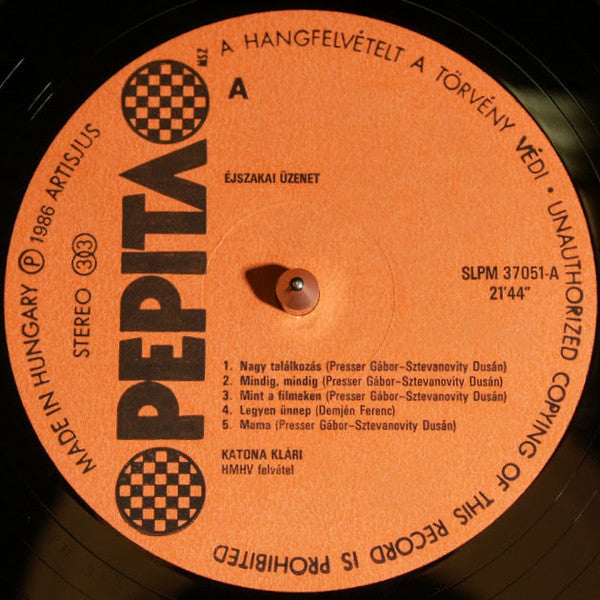 A HANGFELVÉTELT A TÖRVÉNY VÉDI • UNAUTHORIZED COPYING OF THIS RECORD IS PROHIBITED
MADE IN HUNGARY Ⓟ 1986 ARTISJUS
STEREO 33
PEPITA
MSZ
A
ÉJSZAKAI ÜZENET
SLPM 37051-A
21'44"
1. Nagy találkozás (Presser Gábor–Sztevanovity Dusán)
2. Mindig, mindig (Presser Gábor–Sztevanovity Dusán)
3. Mint a filmeken (Presser Gábor–Sztevanovity Dusán)
4. Legyen ünnep (Demjén Ferenc)
5. Mama (Presser Gábor–Sztevanovity Dusán)
KATONA KLÁRI
HMHV felvétel